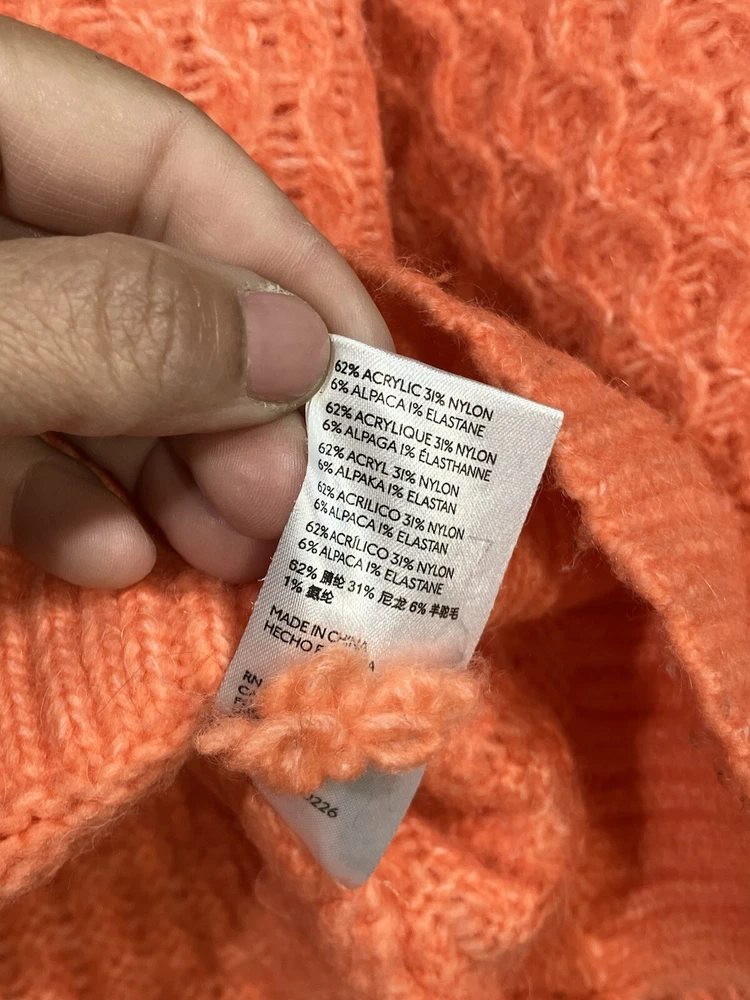 62% ACRYLIC 31% NYLON
6% ALPACA 1% ELASTANE
62% ACRYLIQUE 31% NYLON
6% ALPAGA 1% ÉLASTHANNE
62% ACRYL 31% NYLON
6% ALPAKA 1% ELASTAN
62% ACRILICO 31% NYLON
6% ALPACA 1% ELASTAN
62% ACRÍLICO 31% NYLON
6% ALPACA 1% ELASTANE
62% 腈纶 31% 尼龙 6% 羊驼毛
1% 氨纶
MADE IN CHINA
HECHO
RN